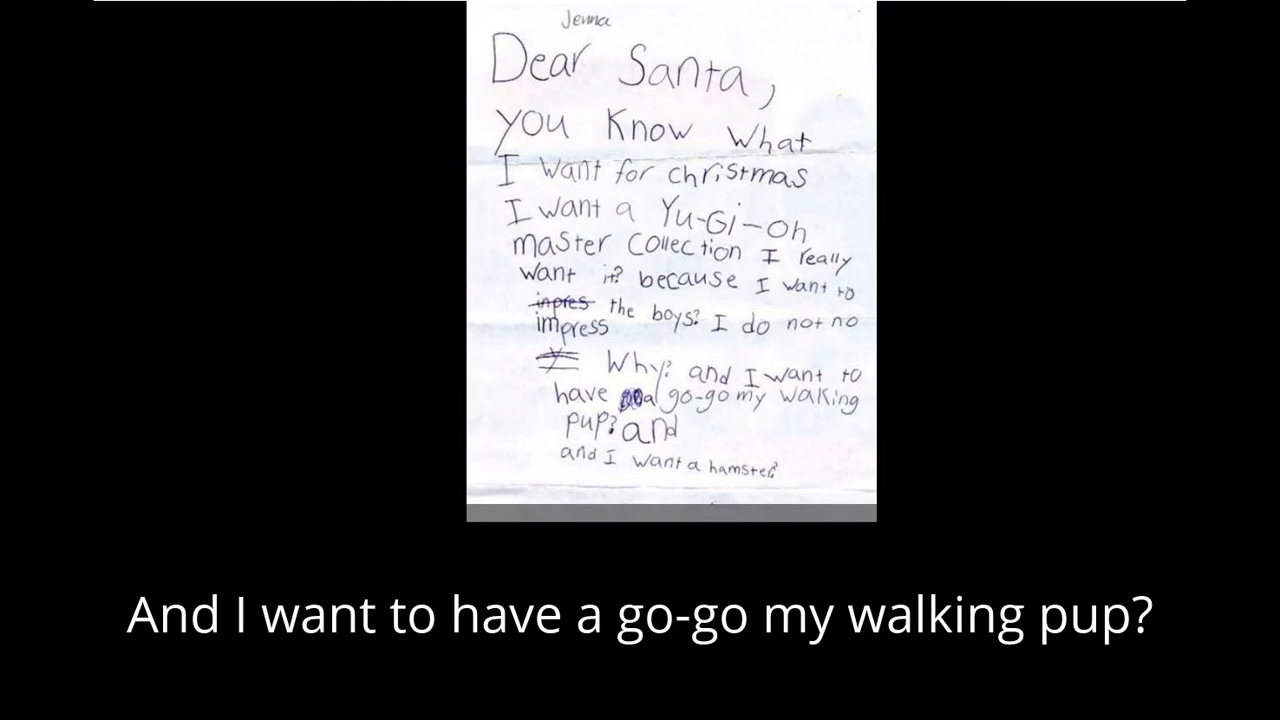 Jenna
Dear Santa,
you Know What
I want for christmas
I want a Yu-Gi-Oh
master Collection I really
want it? because I want to
inpres the boys? I do not no
impress
Why? and I want to
have a go-go my walking
pup? and
and I want a hamster?
And I want to have a go-go my walking pup?